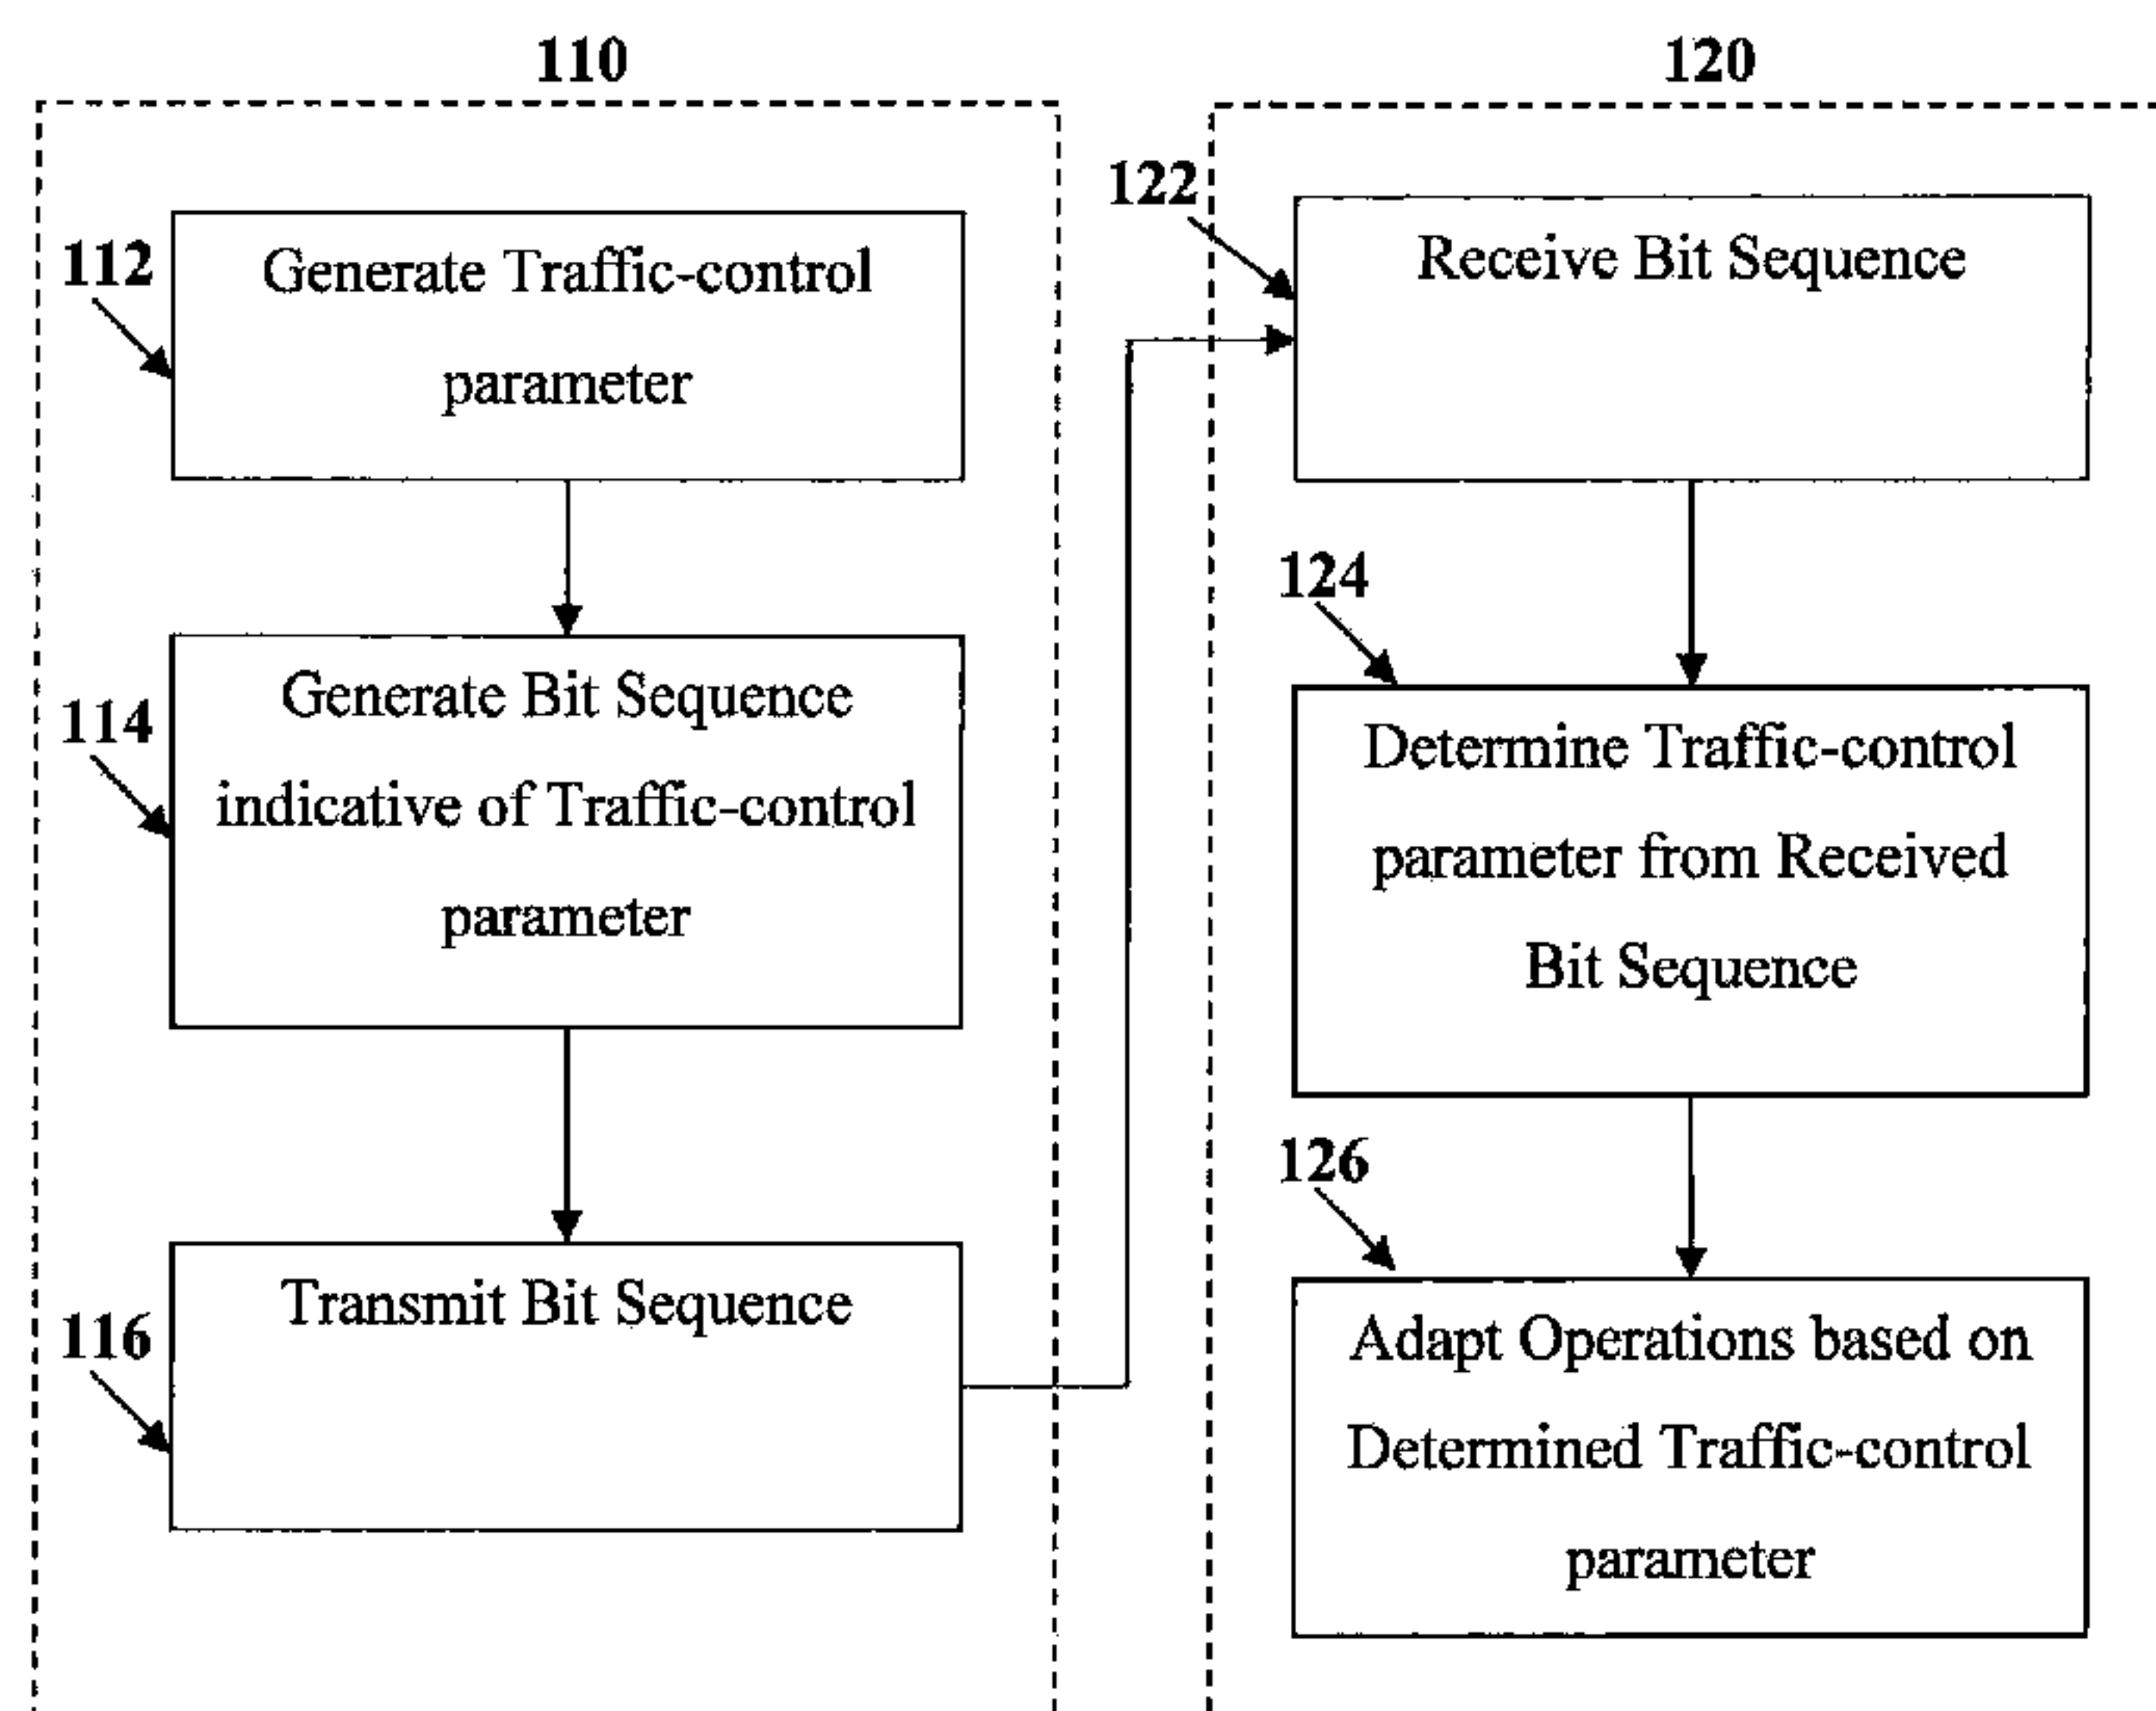 110
112
Generate Traffic-control
parameter
114
Generate Bit Sequence
indicative of Traffic-control
parameter
116
Transmit Bit Sequence
120
122
Receive Bit Sequence
124
Determine Traffic-control
parameter from Received
Bit Sequence
126
Adapt Operations based on
Determined Traffic-control
parameter